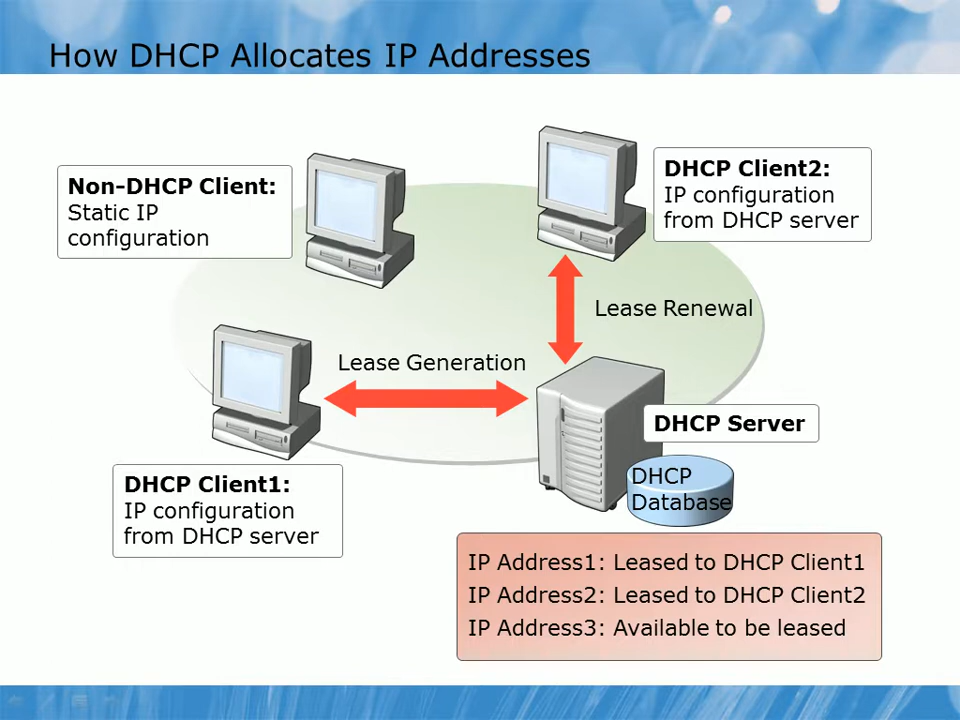 How DHCP Allocates IP Addresses
Non-DHCP Client:
Static IP
configuration
DHCP Client2:
IP configuration
from DHCP server
Lease Renewal
Lease Generation
DHCP Server
DHCP
Database
DHCP Client1:
IP configuration
from DHCP server
IP Address1: Leased to DHCP Client1
IP Address2: Leased to DHCP Client2
IP Address3: Available to be leased